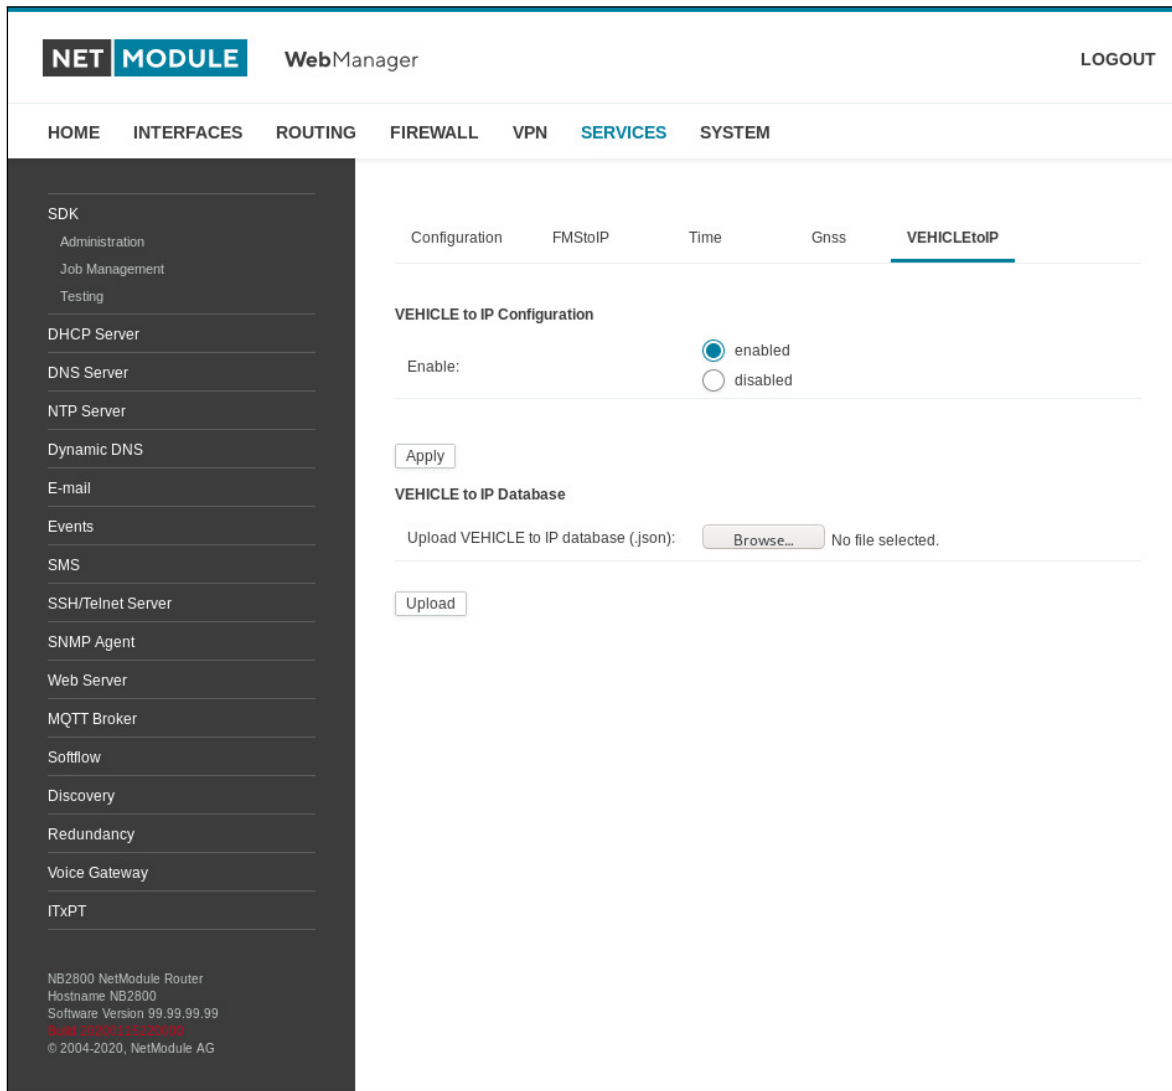 NET MODULE WebManager LOGOUT
HOME INTERFACES ROUTING FIREWALL VPN SERVICES SYSTEM
SDK
Administration
Job Management
Testing
DHCP Server
DNS Server
NTP Server
Dynamic DNS
E-mail
Events
SMS
SSH/Telnet Server
SNMP Agent
Web Server
MQTT Broker
Softflow
Discovery
Redundancy
Voice Gateway
ITxPT
NB2800 NetModule Router
Hostname NB2800
Software Version 99.99.99.99
Build
© 2004-2020, NetModule AG
Configuration FMStoIP Time Gnss VEHICLEtoIP
VEHICLE to IP Configuration
Enable:
enabled
disabled
Apply
VEHICLE to IP Database
Upload VEHICLE to IP database (.json): Browse... No file selected.
Upload